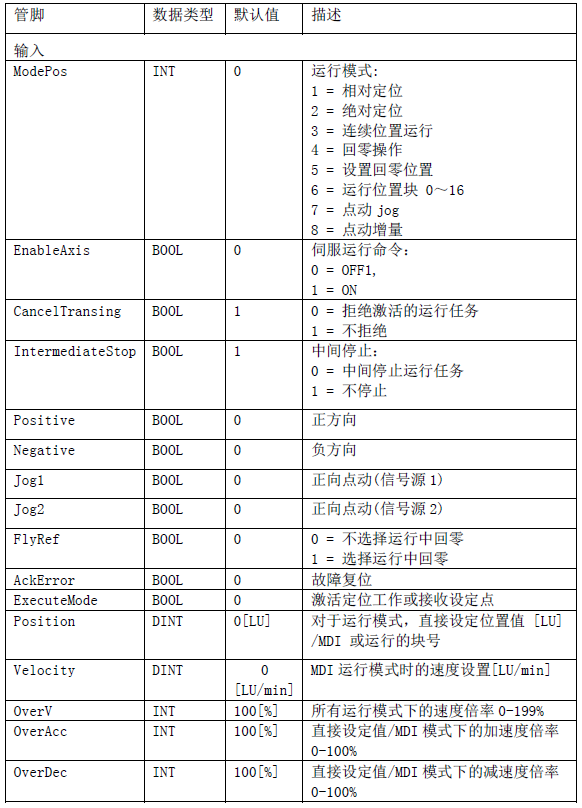 管脚 数据类型 默认值 描述
输入
ModePos INT 0 运行模式:
1 = 相对定位
2 = 绝对定位
3 = 连续位置运行
4 = 回零操作
5 = 设置回零位置
6 = 运行位置块 0～16
7 = 点动 jog
8 = 点动增量
EnableAxis BOOL 0 伺服运行命令:
0 = OFF1,
1 = ON
CancelTransing BOOL 1 0 = 拒绝激活的运行任务
1 = 不拒绝
IntermediateStop BOOL 1 中间停止:
0 = 中间停止运行任务
1 = 不停止
Positive BOOL 0 正方向
Negative BOOL 0 负方向
Jog1 BOOL 0 正向点动(信号源 1)
Jog2 BOOL 0 正向点动(信号源 2)
FlyRef BOOL 0 0 = 不选择运行中回零
1 = 选择运行中回零
AckError BOOL 0 故障复位
ExecuteMode BOOL 0 激活定位工作或接收设定点
Position DINT 0[LU] 对于运行模式，直接设定位置值 [LU]
/MDI 或运行的块号
Velocity DINT 0 MDI 运行模式时的速度设置[LU/min]
[LU/min]
OverV INT 100[%] 所有运行模式下的速度倍率 0-199%
OverAcc INT 100[%] 直接设定值/MDI 模式下的加速度倍率
0-100%
OverDec INT 100[%] 直接设定值/MDI 模式下的减速度倍率
0-100%